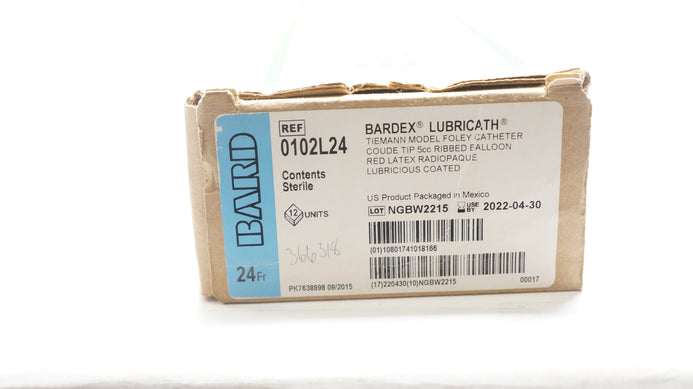 BARD
24Fr
REF
0102L24
Contents
Sterile
12 UNITS
366318
PK7638898 09/2015
BARDEX® LUBRICATH®
TIEMANN MODEL FOLEY CATHETER
COUDE TIP 5cc RIBBED BALLOON
RED LATEX RADIOPAQUE
LUBRICIOUS COATED
US Product Packaged in Mexico
LOT NGBW2215 USE BY 2022-04-30
(01)10801741018166
(17)220430(10)NGBW2215
00017